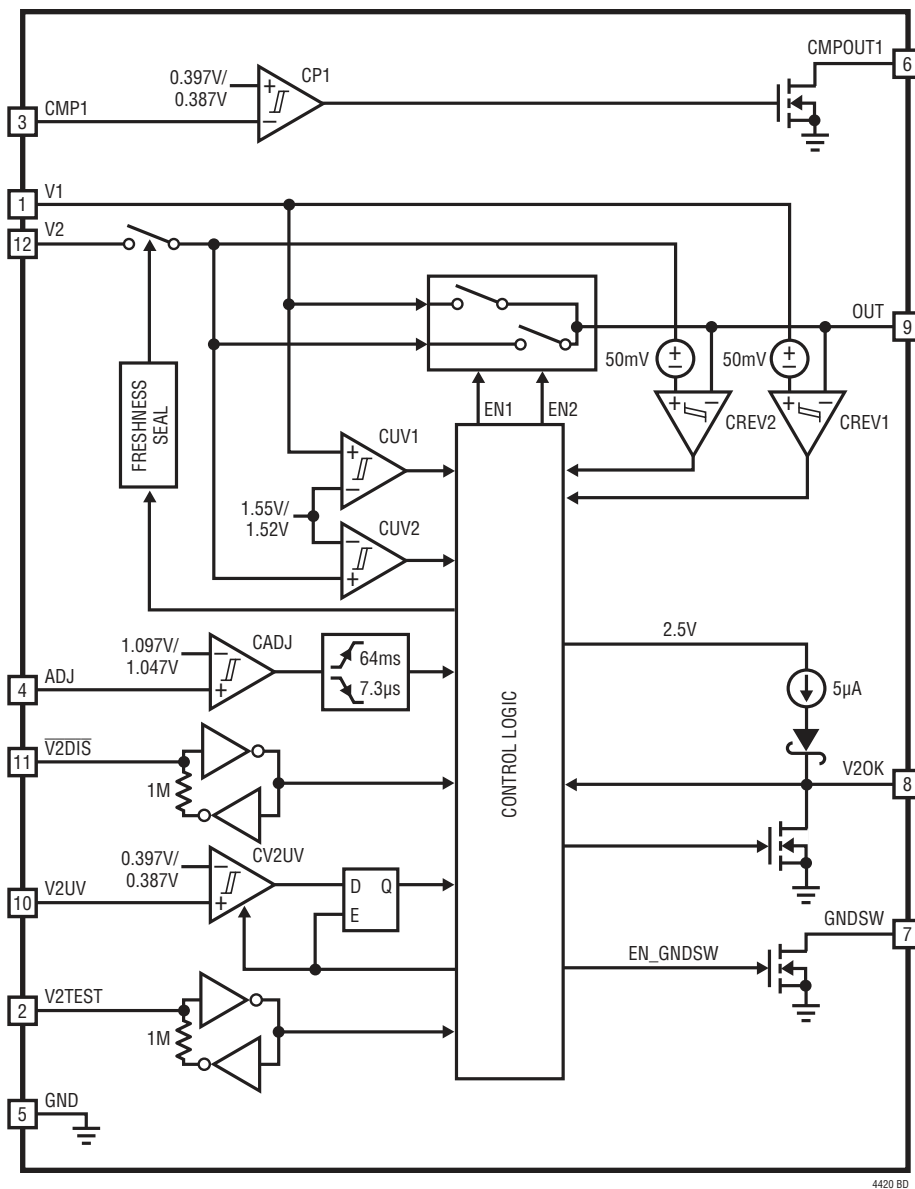 CMPOUT1
6
0.397V/
0.387V
+
CP1
−
3
CMP1
1
V1
12
V2
OUT
9
50mV
+
−
50mV
+
−
EN1
EN2
+
−
CREV2
+
−
CREV1
FRESHNESS
SEAL
CUV1
+
−
1.55V/
1.52V
CUV2
−
+
1.097V/
1.047V
CADJ
−
+
64ms
7.3µs
4
ADJ
2.5V
5µA
CONTROL LOGIC
11
V2DIS
1M
V2OK
8
0.397V/
0.387V
CV2UV
−
+
D
Q
E
10
V2UV
GNDSW
7
EN_GNDSW
2
V2TEST
1M
5
GND
4420 BD